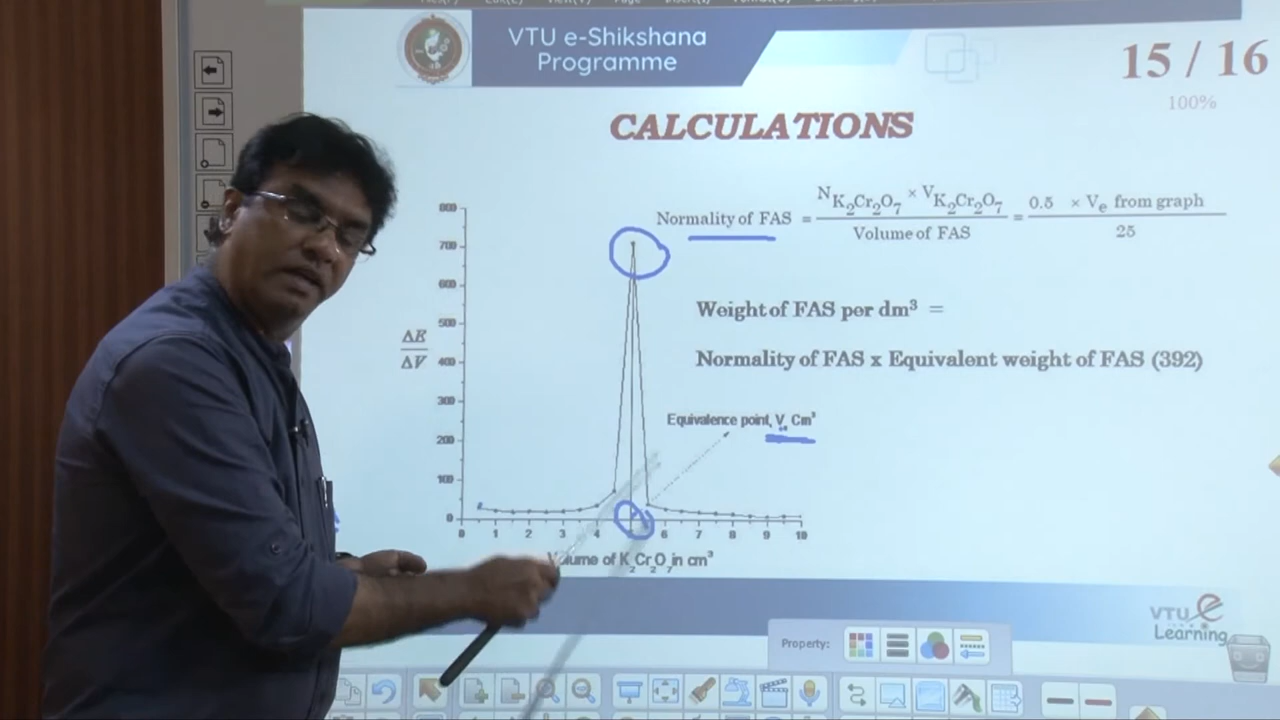 VTU e-Shikshana
Programme
15 / 16
100%
CALCULATIONS
Normality of FAS = N K2Cr2O7 × V K2Cr2O7 / Volume of FAS = 0.5 × Ve from graph / 25
Weight of FAS per dm³ =
Normality of FAS x Equivalent weight of FAS (392)
Equivalence point, Ve Cm³
ΔE
ΔV
800
700
600
500
400
300
200
100
0
0 1 2 3 4 6 7 8 9 10
Volume of K2Cr2O7 in cm³
VTU e
Learning
Property: